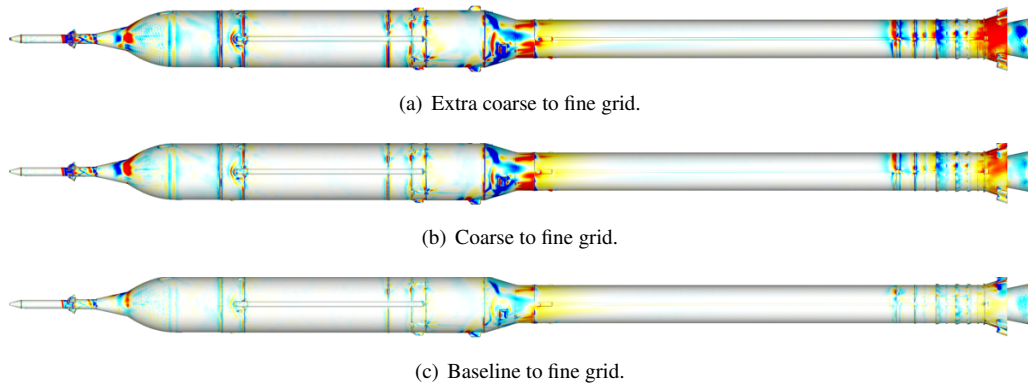 (a) Extra coarse to fine grid.
(b) Coarse to fine grid.
(c) Baseline to fine grid.